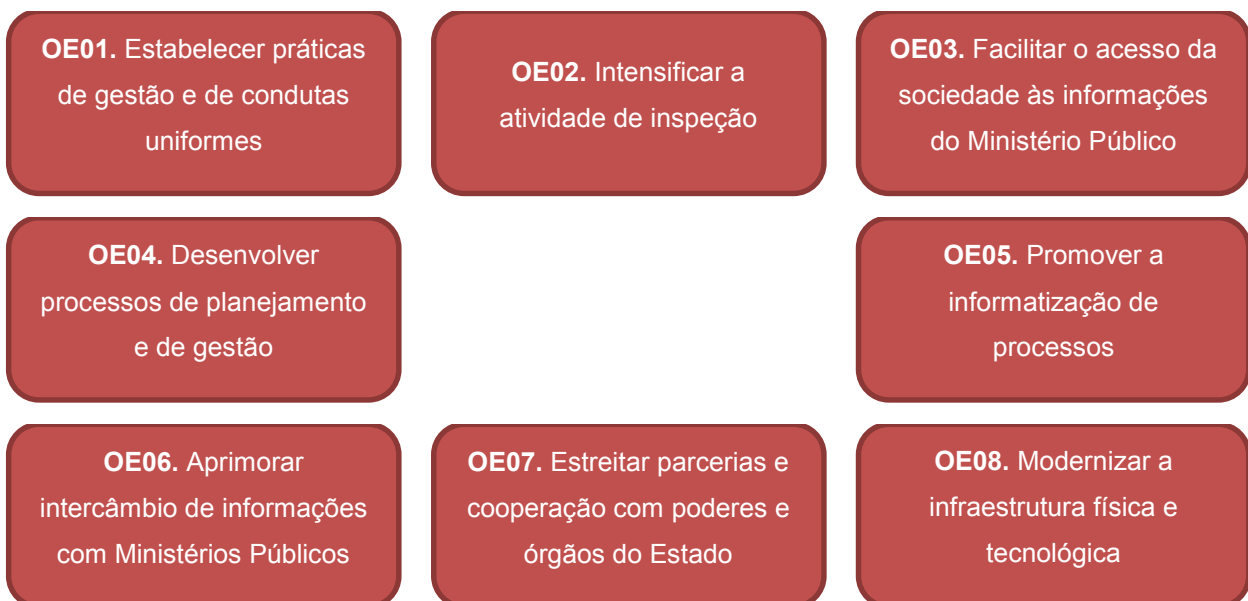 OE01. Estabelecer práticas
de gestão e de condutas
uniformes
OE02. Intensificar a
atividade de inspeção
OE03. Facilitar o acesso da
sociedade às informações
do Ministério Público
OE04. Desenvolver
processos de planejamento
e de gestão
OE05. Promover a
informatização de
processos
OE06. Aprimorar
intercâmbio de informações
com Ministérios Públicos
OE07. Estreitar parcerias e
cooperação com poderes e
órgãos do Estado
OE08. Modernizar a
infraestrutura física e
tecnológica